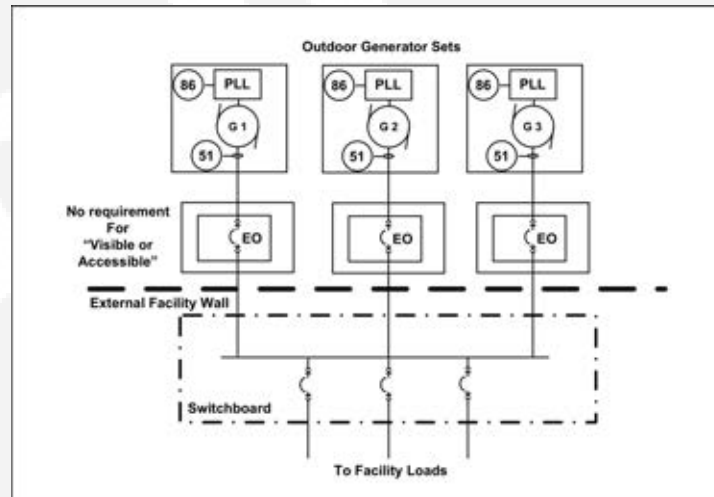 Outdoor Generator Sets
86 PLL 86 PLL 86 PLL
G 1 G 2 G 3
51 51 51
No requirement
For
“Visible or
Accessible”
EO EO EO
External Facility Wall
Switchboard
To Facility Loads